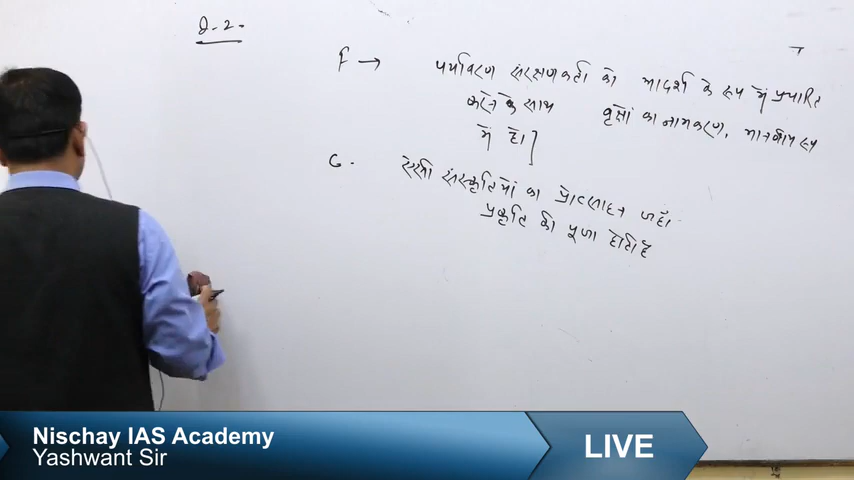 Q-2-
F → पर्यावरण संरक्षणकर्ता को आदर्श के रूप में प्रचारित
करने के साथ वृक्षों का नामकरण, मानवीय रूप
में हो।]
G. ऐसी संस्कृतियों का प्रोत्साहन जहाँ
प्रकृति की पूजा होती है
Nischay IAS Academy
Yashwant Sir
LIVE